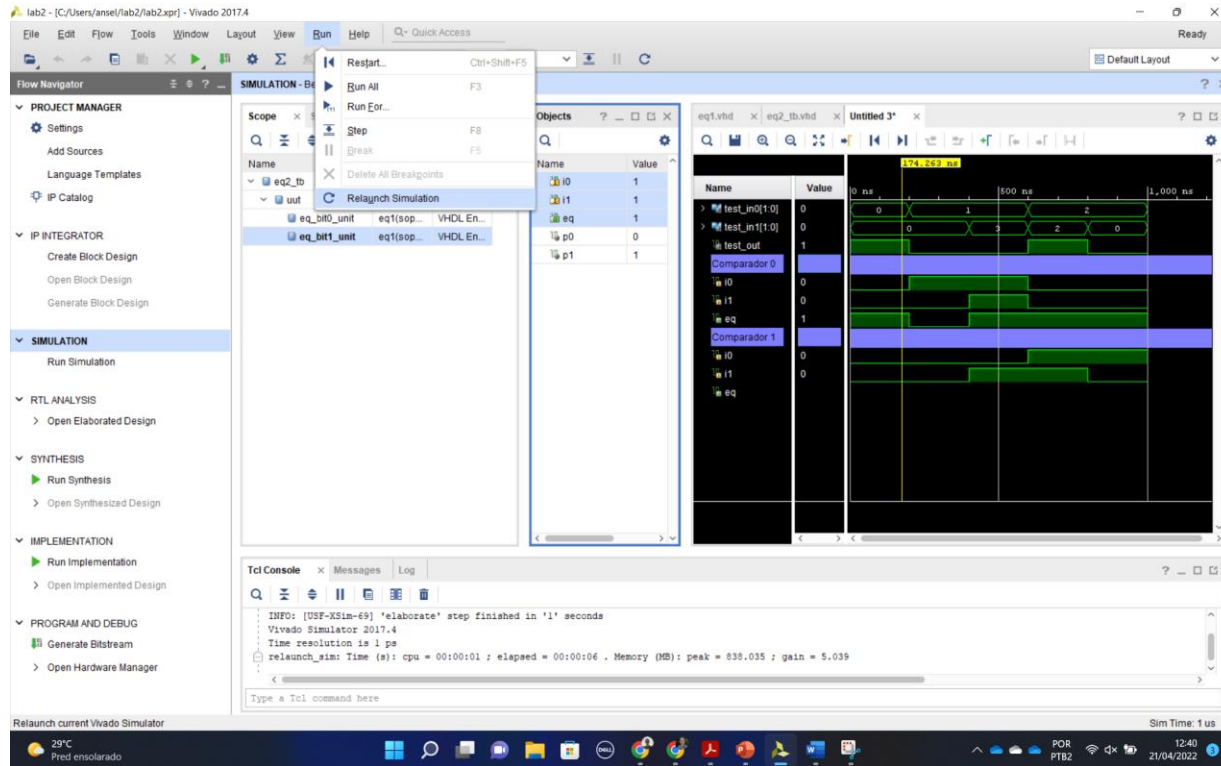 lab2 - [C:/Users/ansel/lab2/lab2.xpr] - Vivado 2017.4
File Edit Flow Tools Window Layout View Run Help Quick Access
Ready
Default Layout
Restart... Ctrl+Shift+F5
Run All F3
Run For...
Step F8
Break F5
Delete All Breakpoints
Relaunch Simulation
Flow Navigator
PROJECT MANAGER
Settings
Add Sources
Language Templates
IP Catalog
IP INTEGRATOR
Create Block Design
Open Block Design
Generate Block Design
SIMULATION
Run Simulation
RTL ANALYSIS
Open Elaborated Design
SYNTHESIS
Run Synthesis
Open Synthesized Design
IMPLEMENTATION
Run Implementation
Open Implemented Design
PROGRAM AND DEBUG
Generate Bitstream
Open Hardware Manager
SIMULATION - Be
Scope
Name
eq2_tb
uut
eq_bit0_unit eq1(sop... VHDL En...
eq_bit1_unit eq1(sop... VHDL En...
Objects
Name Value
i0 1
i1 1
eq 1
p0 0
p1 1
eq1.vhd eq2_tb.vhd Untitled 3*
174.263 ns
Name Value 0 ns 500 ns 1,000 ns
test_in0[1:0] 0 0 1 2
test_in1[1:0] 0 0 3 2 0
test_out 1
Comparador 0
i0 0
i1 0
eq 1
Comparador 1
i0 0
i1 0
eq
Tcl Console Messages Log
INFO: [USF-XSim-69] 'elaborate' step finished in '1' seconds
Vivado Simulator 2017.4
Time resolution is 1 ps
relaunch_sim: Time (s): cpu = 00:00:01 ; elapsed = 00:00:06 . Memory (MB): peak = 838.035 ; gain = 5.039
Type a Tcl command here
Relaunch current Vivado Simulator
Sim Time: 1 us
29°C
Pred ensolarado
DELL
POR
PTB2
12:40
21/04/2022
3